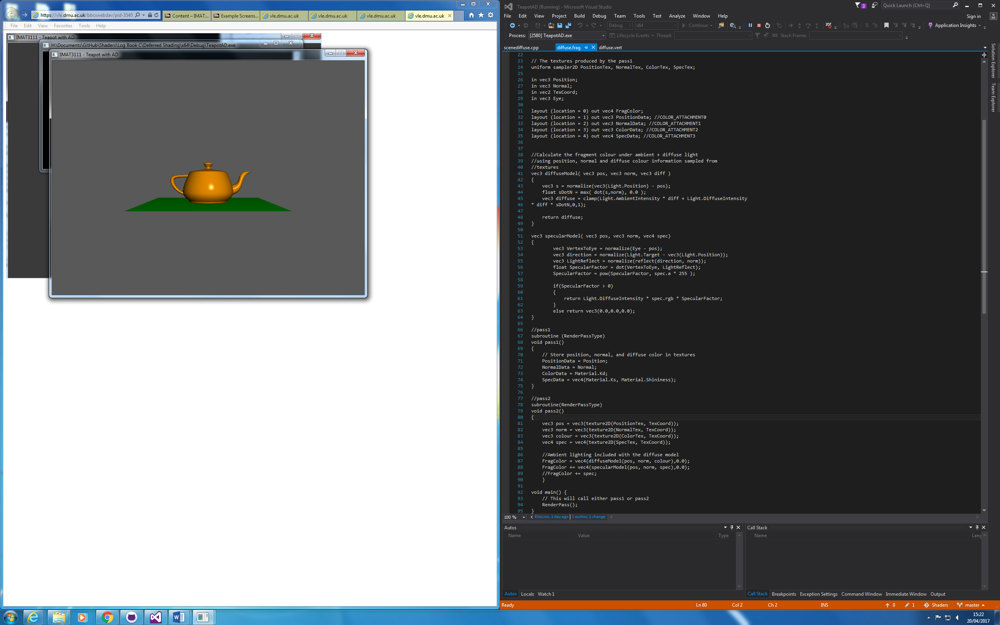 https://vle.dmu.ac.uk/bbcswebdav/pid-3540
Content – IMAT...
Example Screens...
vle.dmu.ac.uk
vle.dmu.ac.uk
vle.dmu.ac.uk
vle.dmu.ac.uk
File Edit View Favorites Tools Help
IMAT3111 - Teapot with AD
H:\Documents\GitHub\Shaders\Log Book C\Deferred Shading\x64\Debug\TeapotAD.exe
IMAT3111 - Teapot with AD
TeapotAD (Running) - Microsoft Visual Studio
3
Quick Launch (Ctrl+Q)
File Edit View Project Build Debug Team Tools Test Analyze Window Help
Sign in
Debug x64 Continue Application Insights
Process: [2580] TeapotAD.exe Lifecycle Events Thread: Stack Frame:
scenediffuse.cpp diffuse.frag diffuse.vert
Solution Explorer
Team Explorer
22
23 // The textures produced by the pass1
24 uniform sampler2D PositionTex, NormalTex, ColorTex, SpecTex;
25
26 in vec3 Position;
27 in vec3 Normal;
28 in vec2 TexCoord;
29 in vec3 Eye;
30
31 layout (location = 0) out vec4 FragColor;
32 layout (location = 1) out vec3 PositionData; //COLOR_ATTACHMENT0
33 layout (location = 2) out vec3 NormalData; //COLOR_ATTACHMENT1
34 layout (location = 3) out vec3 ColorData; //COLOR_ATTACHMENT2
35 layout (location = 4) out vec4 SpecData; //COLOR_ATTACHMENT3
36
37
38 //Calculate the fragment colour under ambient + diffuse light
39 //using position, normal and diffuse colour information sampled from
40 //textures
41 vec3 diffuseModel( vec3 pos, vec3 norm, vec3 diff )
42 {
43 vec3 s = normalize(vec3(Light.Position) - pos);
44 float sDotN = max( dot(s,norm), 0.0 );
45 vec3 diffuse = clamp(Light.AmbientIntensity * diff + Light.DiffuseIntensity
46 * diff * sDotN,0,1);
47
48 return diffuse;
49 }
50
51 vec3 specularModel( vec3 pos, vec3 norm, vec4 spec)
52 {
53 vec3 VertexToEye = normalize(Eye - pos);
54 vec3 direction = normalize(Light.Target - vec3(Light.Position));
55 vec3 LightReflect = normalize(reflect(direction, norm));
56 float SpecularFactor = dot(VertexToEye, LightReflect);
57 SpecularFactor = pow(SpecularFactor, spec.a * 255 );
58
59 if(SpecularFactor > 0)
60 {
61 return Light.DiffuseIntensity * spec.rgb * SpecularFactor;
62 }
63 else return vec3(0.0,0.0,0.0);
64 }
65
66 //pass1
67 subroutine (RenderPassType)
68 void pass1()
69 {
70 // Store position, normal, and diffuse color in textures
71 PositionData = Position;
72 NormalData = Normal;
73 ColorData = Material.Kd;
74 SpecData = vec4(Material.Ks, Material.Shininess);
75 }
76
77 //pass2
78 subroutine(RenderPassType)
79 void pass2()
80 {
81 vec3 pos = vec3(texture2D(PositionTex, TexCoord));
82 vec3 norm = vec3(texture2D(NormalTex, TexCoord));
83 vec3 colour = vec3(texture2D(ColorTex, TexCoord));
84 vec4 spec = vec4(texture2D(SpecTex, TexCoord));
85
86 //Ambient lighting included with the diffuse model
87 FragColor = vec4(diffuseModel(pos, norm, colour),0.0);
88 FragColor += vec4(specularModel(pos, norm, spec),0.0);
89 //FragColor += spec;
90 }
91
92 void main() {
93 // This will call either pass1 or pass2
94 RenderPass();
95 }
100 % EllaLion, 1 day ago | 1 author, 1 change
Autos
Name Value Type
Call Stack
Name Lang
Autos Locals Watch 1
Call Stack Breakpoints Exception Settings Command Window Immediate Window Output
Ready Ln 80 Col 2 Ch 2 INS 0 1 Shaders master
15:22
20/04/2017